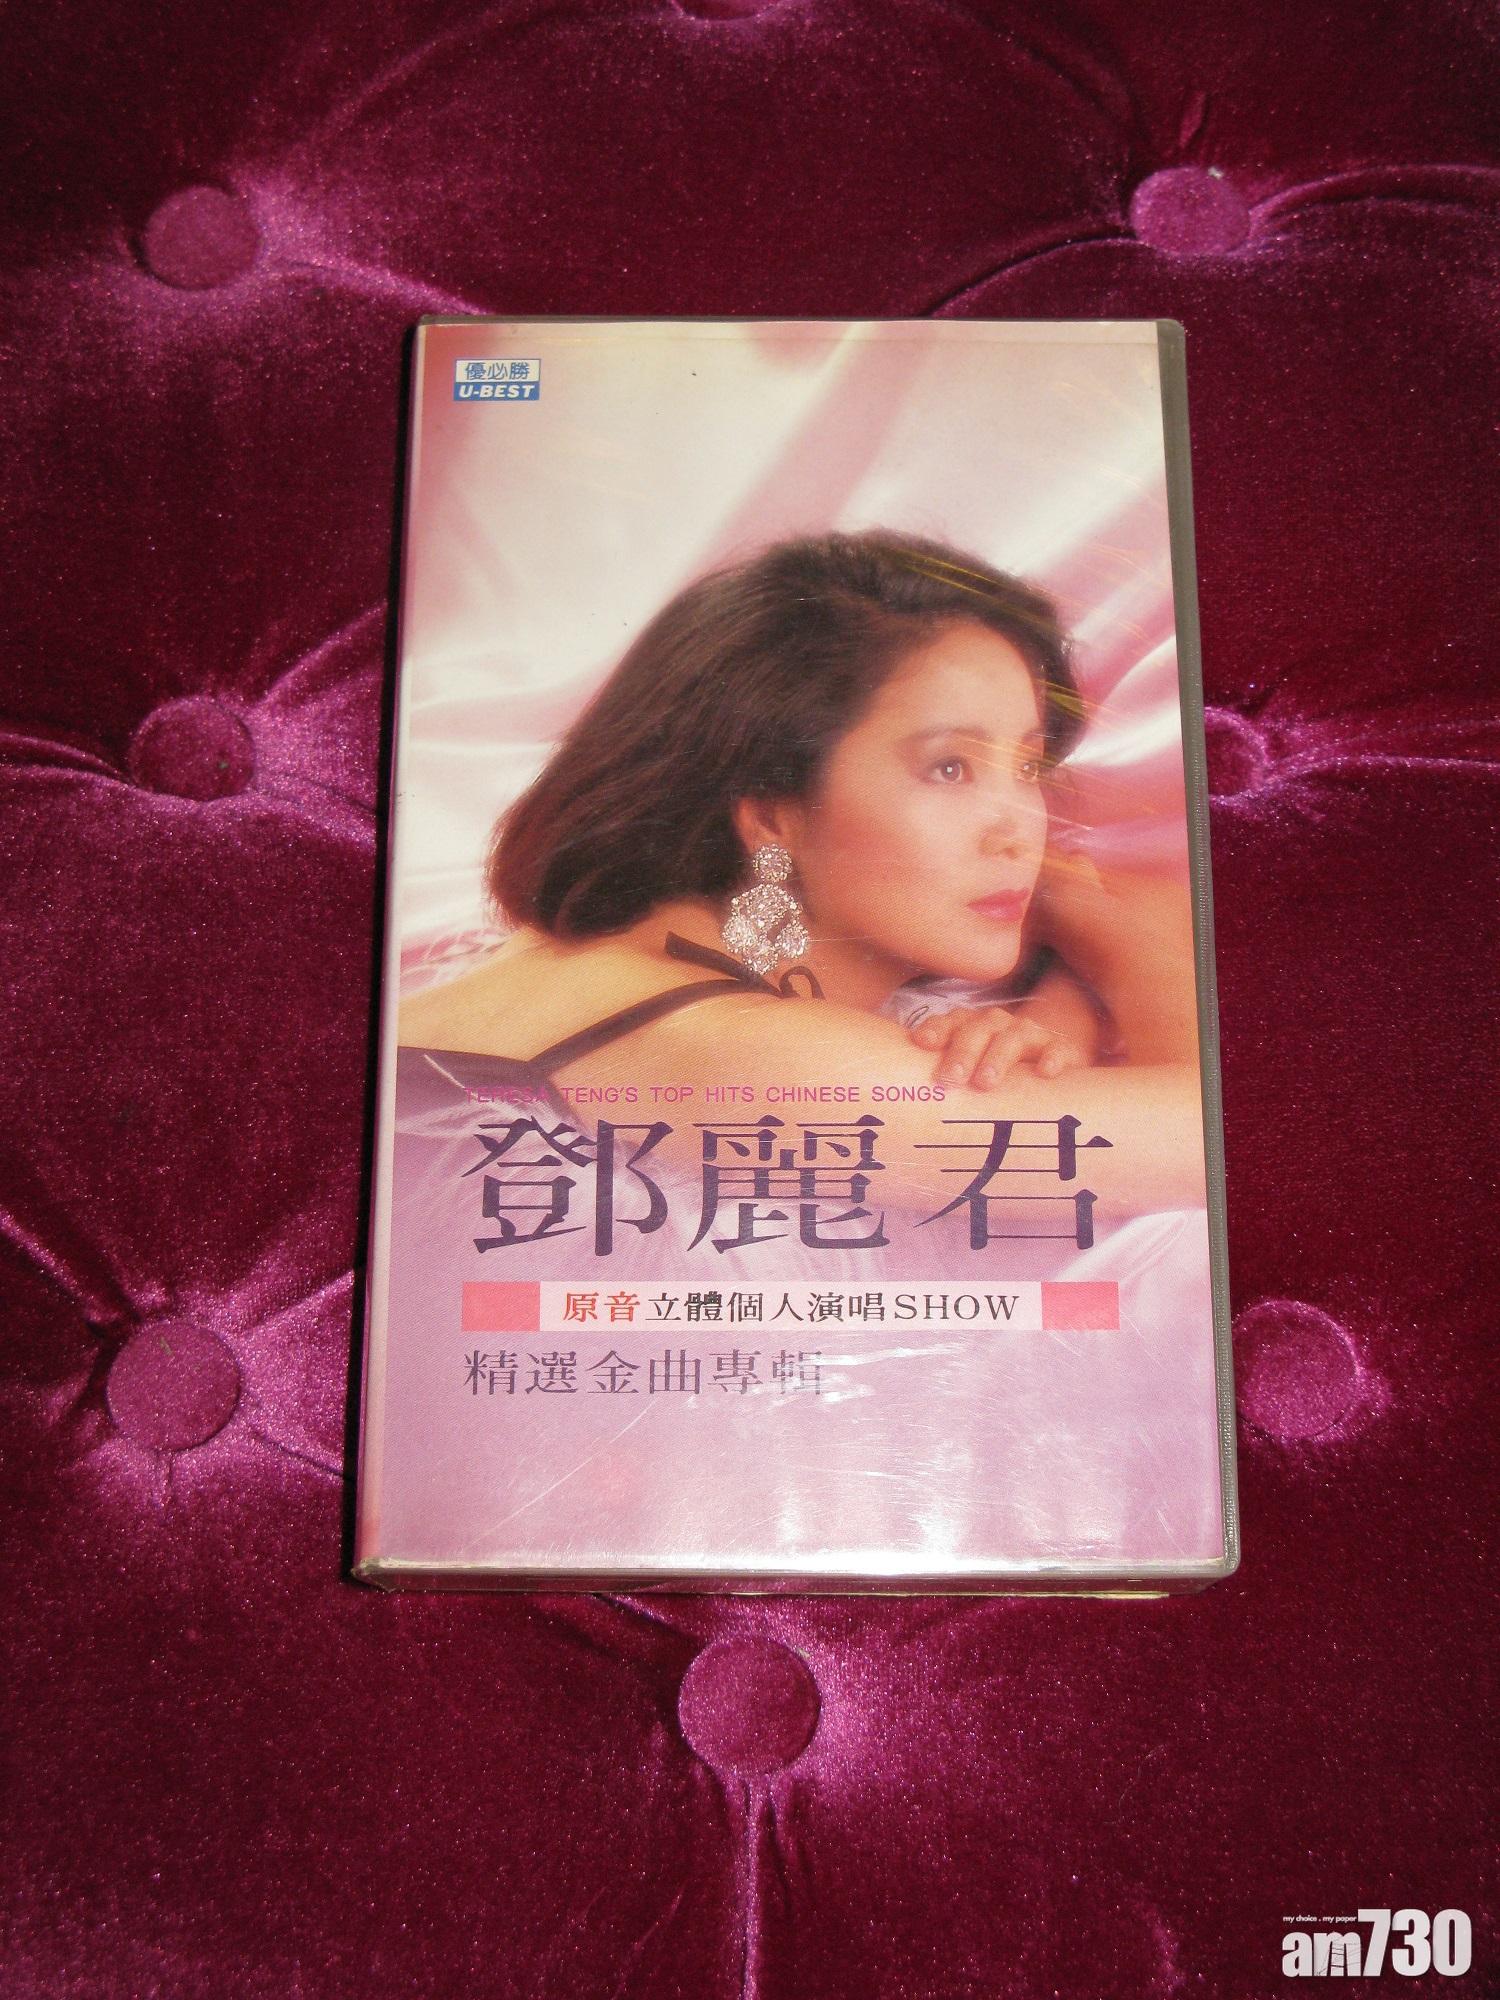 優必勝
U-BEST
TERESA TENG'S TOP HITS CHINESE SONGS
鄧麗君
原音立體個人演唱SHOW
精選金曲專輯
my choice . my paper
am730